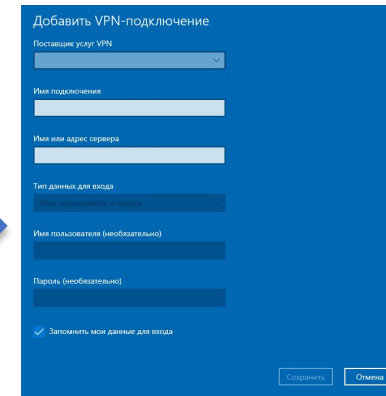 Добавить VPN-подключение
Поставщик услуг VPN
Имя подключения
Имя или адрес сервера
Тип данных для входа
Имя пользователя и пароль
Имя пользователя (необязательно)
Пароль (необязательно)
Запомнить мои данные для входа
Сохранить
Отмена